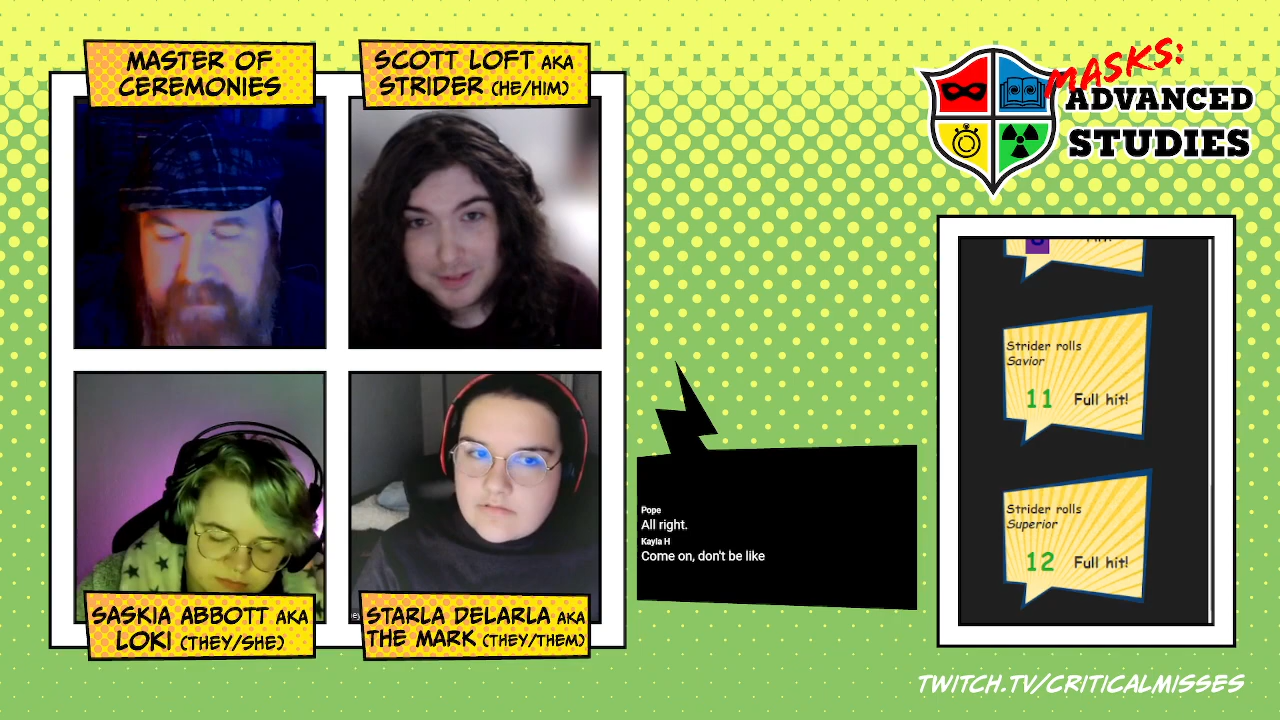 MASTER OF
CEREMONIES
SCOTT LOFT AKA
STRIDER (HE/HIM)
MASKS:
ADVANCED
STUDIES
Strider rolls
Savior
11 Full hit!
Strider rolls
Superior
12 Full hit!
Pope
All right.
Kayla H
Come on, don't be like
SASKIA ABBOTT AKA
LOKI (THEY/SHE)
STARLA DELARLA AKA
THE MARK (THEY/THEM)
TWITCH.TV/CRITICALMISSES